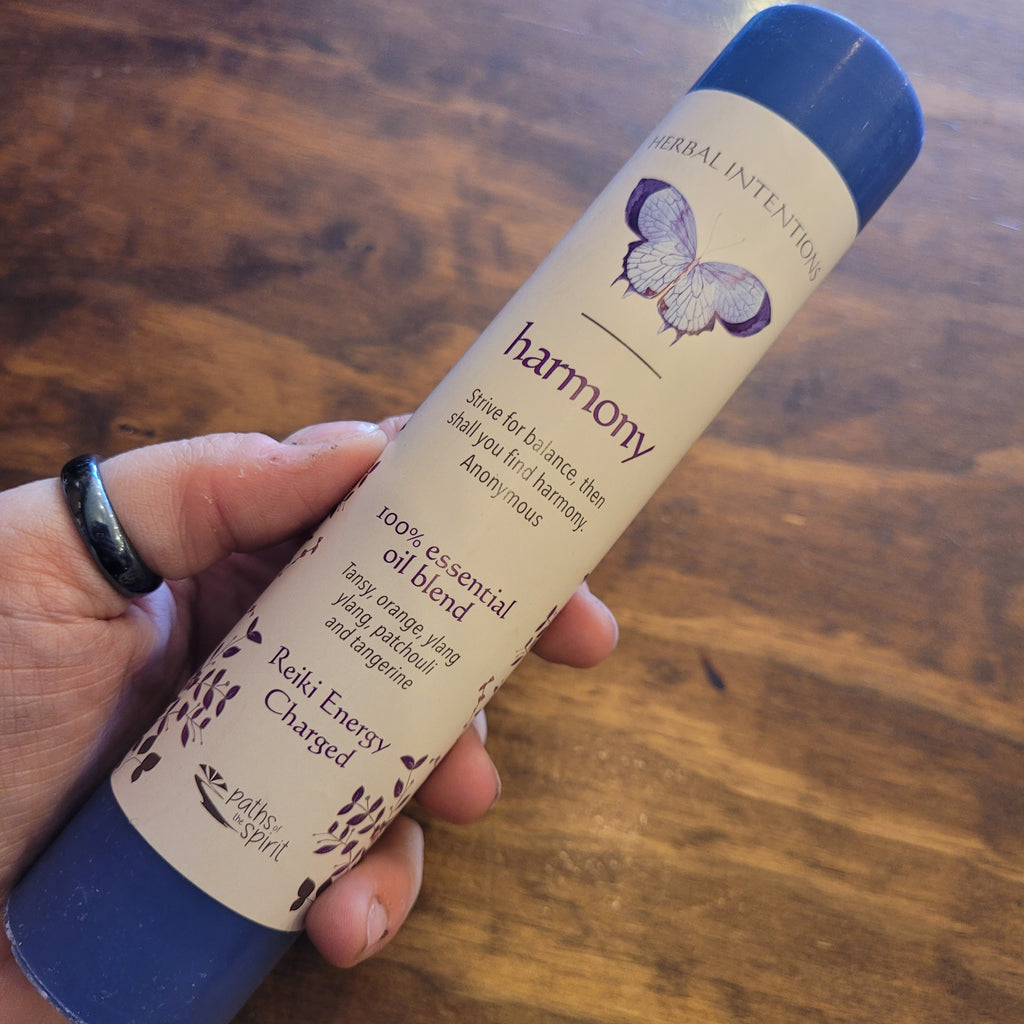 HERBAL INTENTIONS
harmony
Strive for balance, then
shall you find harmony.
Anonymous
100% essential
oil blend
Tansy, orange, ylang
ylang, patchouli
and tangerine
Reiki Energy
Charged
paths of
the spirit